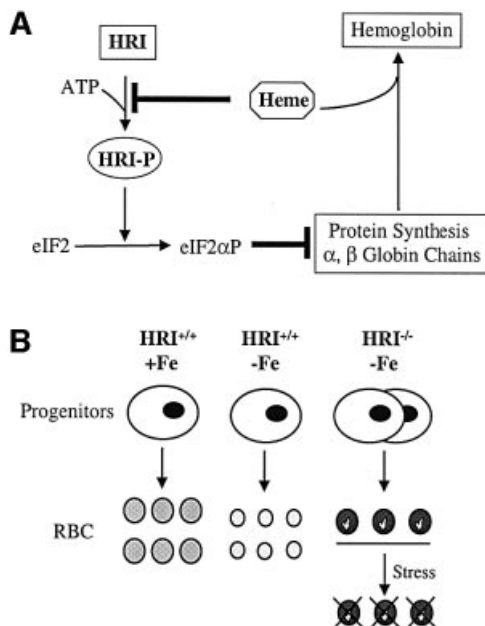 A
HRI
Hemoglobin
ATP
Heme
HRI-P
eIF2
eIF2αP
Protein Synthesis
α, β Globin Chains
B
HRI+/+ HRI+/+ HRI-/-
+Fe -Fe -Fe
Progenitors
RBC
Stress